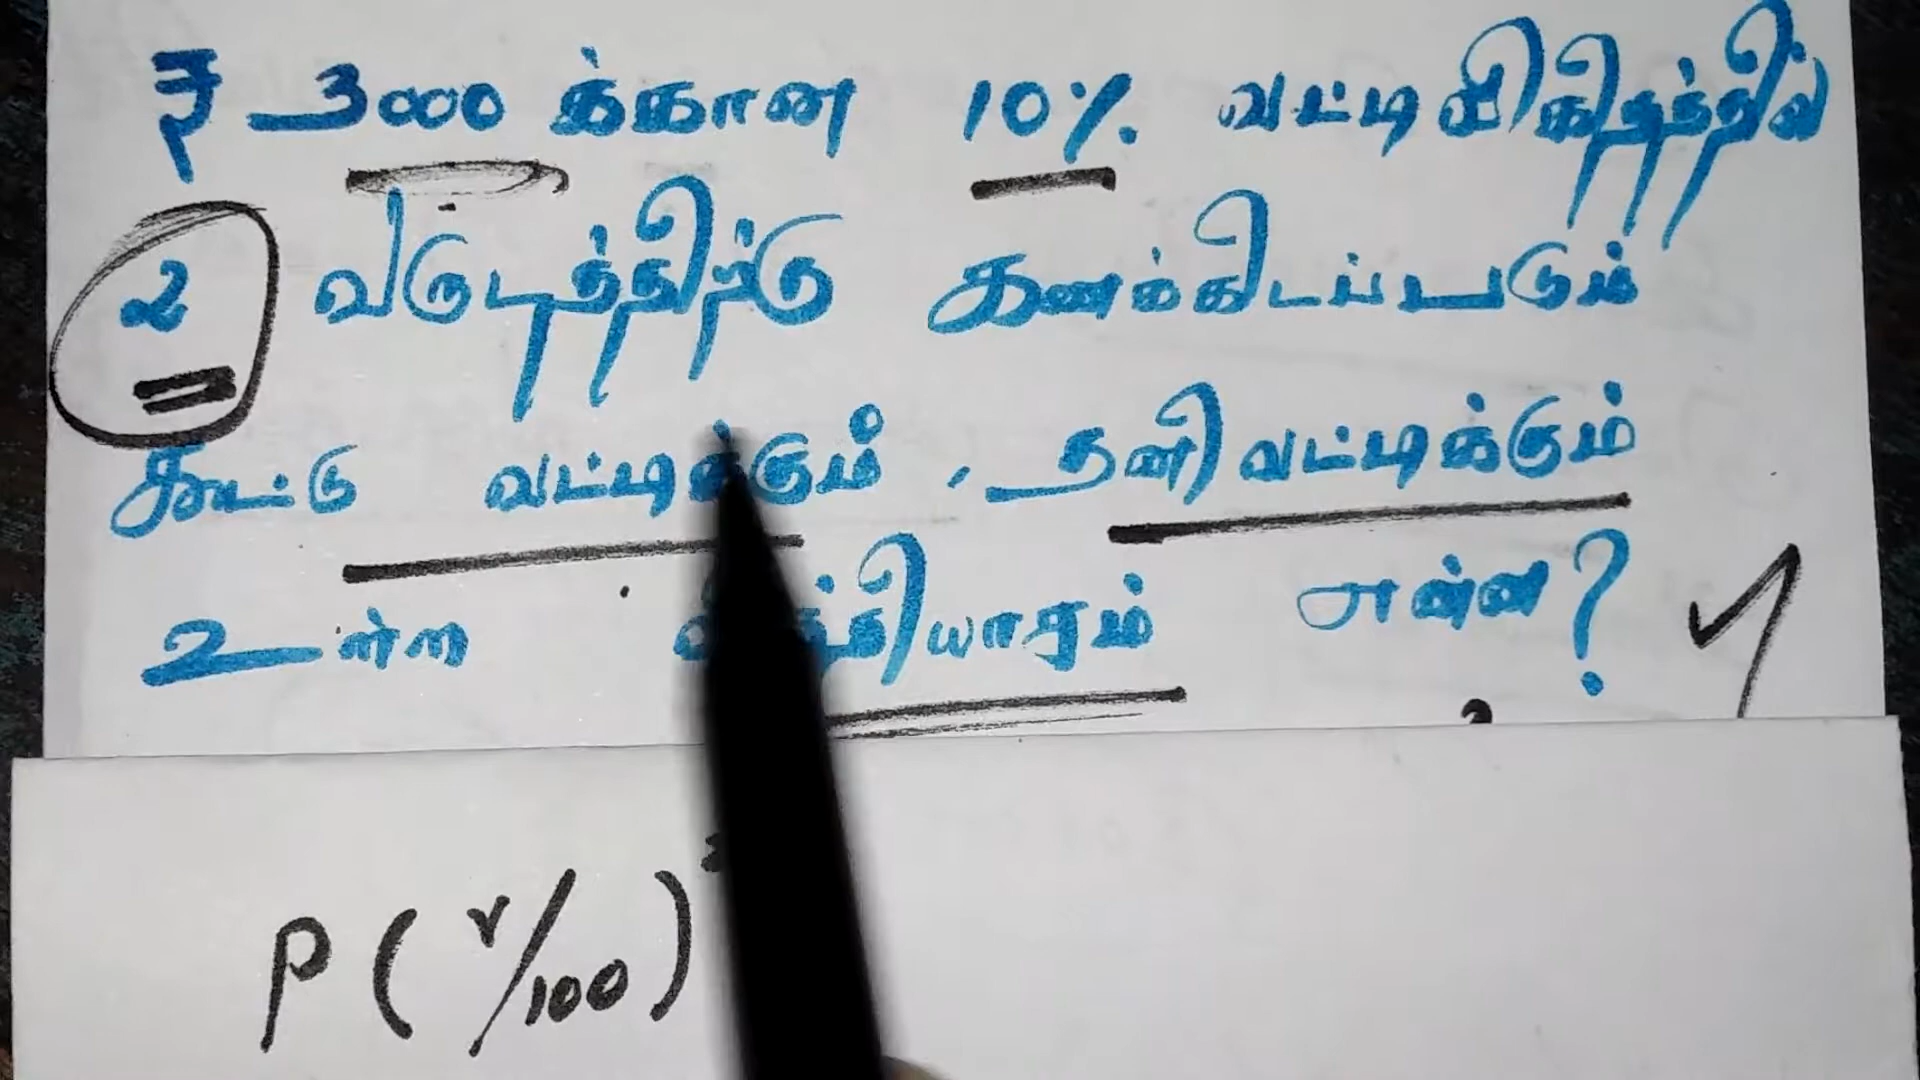 ₹ 3000 க்கான 10% வட்டி விகிதத்தில்
2 வருடத்திற்கு கணக்கிடப்படும்
கூட்டு வட்டிக்கும், தனிவட்டிக்கும்
உள்ள வித்தியாசம் என்ன?
P(r/100)²